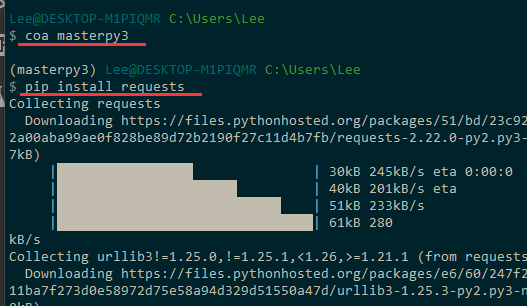 Lee@DESKTOP-M1PIQMR C:\Users\Lee
$ coa masterpy3
(masterpy3) Lee@DESKTOP-M1PIQMR C:\Users\Lee
$ pip install requests
Collecting requests
Downloading https://files.pythonhosted.org/packages/51/bd/23c92
2a00aba99ae0f828be89d72b2190f27c11d4b7fb/requests-2.22.0-py2.py3-
7kB)
| | 30kB 245kB/s eta 0:00:0
| | 40kB 201kB/s eta
| | 51kB 233kB/s
| | 61kB 280
kB/s
Collecting urllib3!=1.25.0,!=1.25.1,<1.26,>=1.21.1 (from requests
Downloading https://files.pythonhosted.org/packages/e6/60/247f2
11ba7f273d0e58972d75e58a94d329d51550a47d/urllib3-1.25.3-py2.py3-n